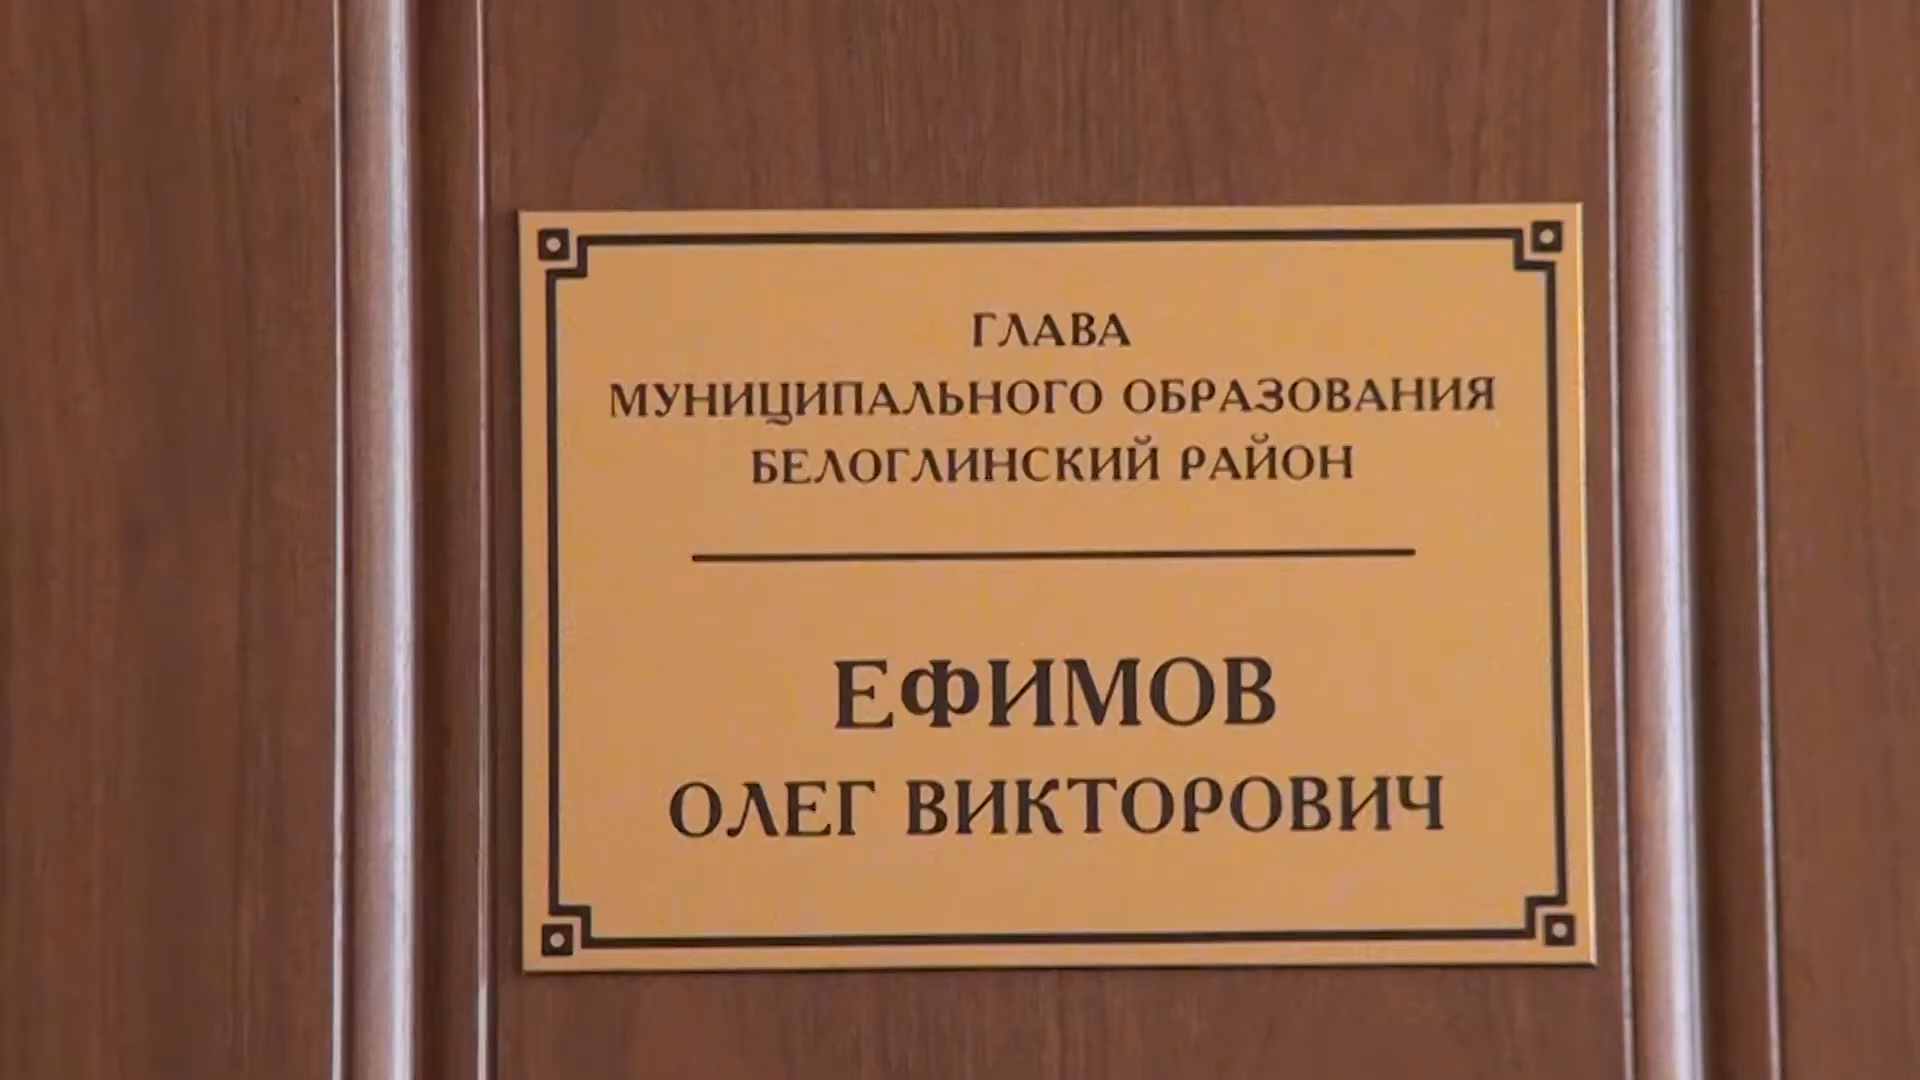 ГЛАВА
МУНИЦИПАЛЬНОГО ОБРАЗОВАНИЯ
БЕЛОГЛИНСКИЙ РАЙОН
ЕФИМОВ
ОЛЕГ ВИКТОРОВИЧ